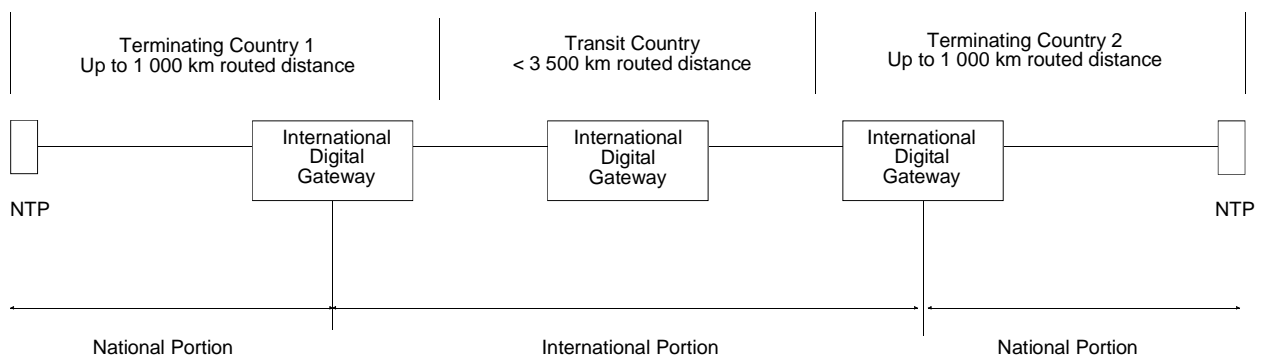 Terminating Country 1
Up to 1 000 km routed distance
Transit Country
< 3 500 km routed distance
Terminating Country 2
Up to 1 000 km routed distance
International
Digital
Gateway
International
Digital
Gateway
International
Digital
Gateway
NTP
NTP
National Portion
International Portion
National Portion